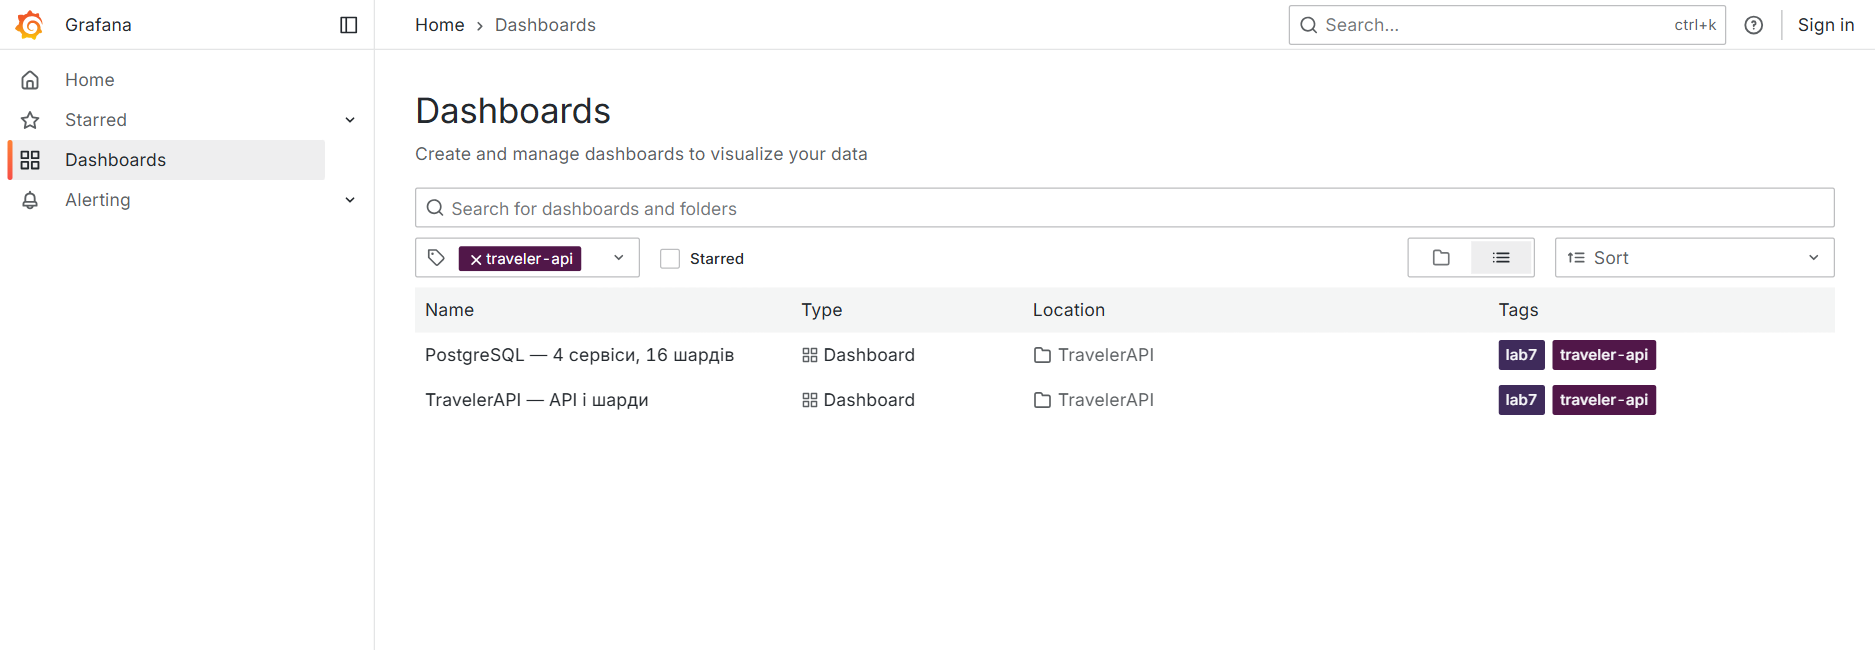 Grafana
Home › Dashboards
Search...
ctrl+k
Sign in
Home
Starred
Dashboards
Alerting
Dashboards
Create and manage dashboards to visualize your data
Search for dashboards and folders
traveler-api
Starred
Sort
Name Type Location Tags
PostgreSQL — 4 сервіси, 16 шардів Dashboard TravelerAPI lab7 traveler-api
TravelerAPI — API і шарди Dashboard TravelerAPI lab7 traveler-api